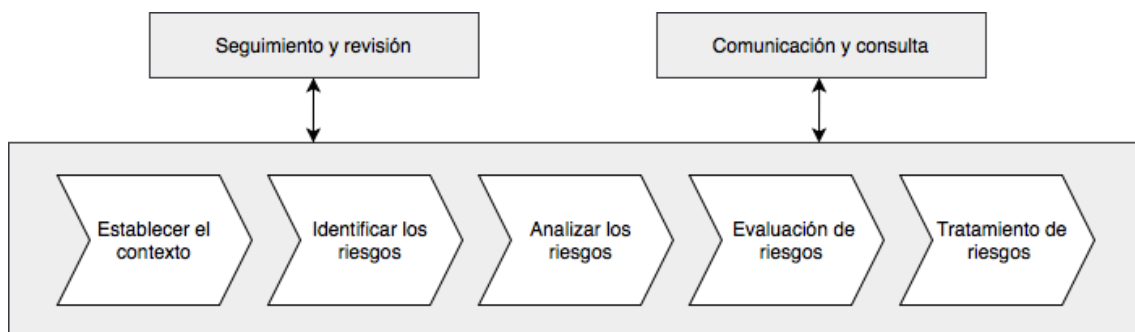 Seguimiento y revisión
Comunicación y consulta
Establecer el
contexto
Identificar los
riesgos
Analizar los
riesgos
Evaluación de
riesgos
Tratamiento de
riesgos